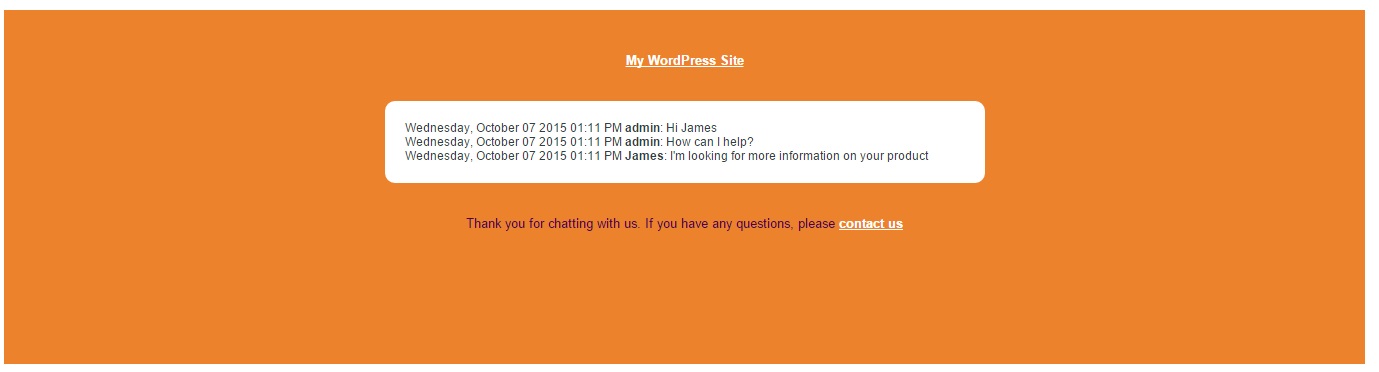 My WordPress Site
Wednesday, October 07 2015 01:11 PM admin: Hi James
Wednesday, October 07 2015 01:11 PM admin: How can I help?
Wednesday, October 07 2015 01:11 PM James: I'm looking for more information on your product
Thank you for chatting with us. If you have any questions, please contact us